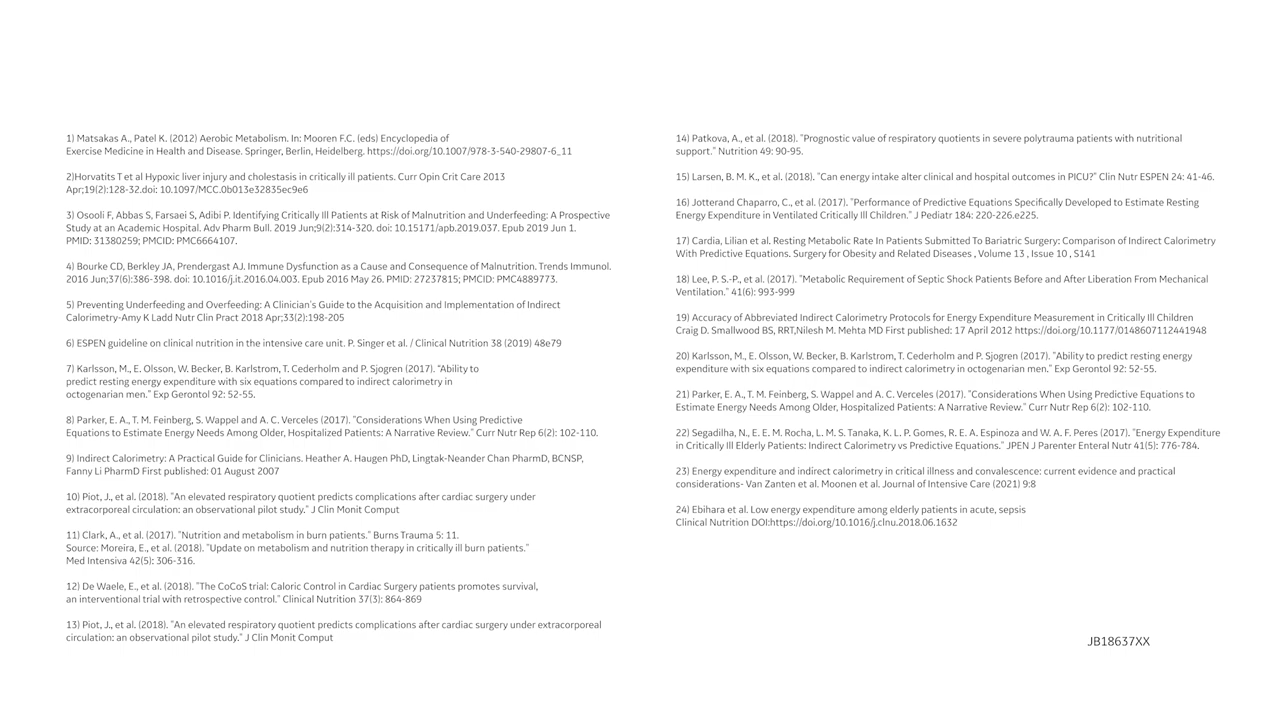 1) Matsakas A., Patel K. (2012) Aerobic Metabolism. In: Mooren F.C. (eds) Encyclopedia of
Exercise Medicine in Health and Disease. Springer, Berlin, Heidelberg. https://doi.org/10.1007/978-3-540-29807-6_11
2)Horvatits T et al Hypoxic liver injury and cholestasis in critically ill patients. Curr Opin Crit Care 2013
Apr;19(2):128-32.doi: 10.1097/MCC.0b013e32835ec9e6
3) Osooli F, Abbas S, Farsaei S, Adibi P. Identifying Critically Ill Patients at Risk of Malnutrition and Underfeeding: A Prospective
Study at an Academic Hospital. Adv Pharm Bull. 2019 Jun;9(2):314-320. doi: 10.15171/apb.2019.037. Epub 2019 Jun 1.
PMID: 31380259; PMCID: PMC6664107.
4) Bourke CD, Berkley JA, Prendergast AJ. Immune Dysfunction as a Cause and Consequence of Malnutrition. Trends Immunol.
2016 Jun;37(6):386-398. doi: 10.1016/j.it.2016.04.003. Epub 2016 May 26. PMID: 27237815; PMCID: PMC4889773.
5) Preventing Underfeeding and Overfeeding: A Clinician's Guide to the Acquisition and Implementation of Indirect
Calorimetry-Amy K Ladd Nutr Clin Pract 2018 Apr;33(2):198-205
6) ESPEN guideline on clinical nutrition in the intensive care unit. P. Singer et al. / Clinical Nutrition 38 (2019) 48e79
7) Karlsson, M., E. Olsson, W. Becker, B. Karlstrom, T. Cederholm and P. Sjogren (2017). "Ability to
predict resting energy expenditure with six equations compared to indirect calorimetry in
octogenarian men." Exp Gerontol 92: 52-55.
8) Parker, E. A., T. M. Feinberg, S. Wappel and A. C. Verceles (2017). "Considerations When Using Predictive
Equations to Estimate Energy Needs Among Older, Hospitalized Patients: A Narrative Review." Curr Nutr Rep 6(2): 102-110.
9) Indirect Calorimetry: A Practical Guide for Clinicians. Heather A. Haugen PhD, Lingtak-Neander Chan PharmD, BCNSP,
Fanny Li PharmD First published: 01 August 2007
10) Piot, J., et al. (2018). "An elevated respiratory quotient predicts complications after cardiac surgery under
extracorporeal circulation: an observational pilot study." J Clin Monit Comput
11) Clark, A., et al. (2017). "Nutrition and metabolism in burn patients." Burns Trauma 5: 11.
Source: Moreira, E., et al. (2018). "Update on metabolism and nutrition therapy in critically ill burn patients."
Med Intensiva 42(5): 306-316.
12) De Waele, E., et al. (2018). "The CoCoS trial: Caloric Control in Cardiac Surgery patients promotes survival,
an interventional trial with retrospective control." Clinical Nutrition 37(3): 864-869
13) Piot, J., et al. (2018). "An elevated respiratory quotient predicts complications after cardiac surgery under extracorporeal
circulation: an observational pilot study." J Clin Monit Comput
14) Patkova, A., et al. (2018). "Prognostic value of respiratory quotients in severe polytrauma patients with nutritional
support." Nutrition 49: 90-95.
15) Larsen, B. M. K., et al. (2018). "Can energy intake alter clinical and hospital outcomes in PICU?" Clin Nutr ESPEN 24: 41-46.
16) Jotterand Chaparro, C., et al. (2017). "Performance of Predictive Equations Specifically Developed to Estimate Resting
Energy Expenditure in Ventilated Critically Ill Children." J Pediatr 184: 220-226.e225.
17) Cardia, Lilian et al. Resting Metabolic Rate In Patients Submitted To Bariatric Surgery: Comparison of Indirect Calorimetry
With Predictive Equations. Surgery for Obesity and Related Diseases , Volume 13 , Issue 10 , S141
18) Lee, P. S.-P., et al. (2017). "Metabolic Requirement of Septic Shock Patients Before and After Liberation From Mechanical
Ventilation." 41(6): 993-999
19) Accuracy of Abbreviated Indirect Calorimetry Protocols for Energy Expenditure Measurement in Critically Ill Children
Craig D. Smallwood BS, RRT,Nilesh M. Mehta MD First published: 17 April 2012 https://doi.org/10.1177/0148607112441948
20) Karlsson, M., E. Olsson, W. Becker, B. Karlstrom, T. Cederholm and P. Sjogren (2017). "Ability to predict resting energy
expenditure with six equations compared to indirect calorimetry in octogenarian men." Exp Gerontol 92: 52-55.
21) Parker, E. A., T. M. Feinberg, S. Wappel and A. C. Verceles (2017). "Considerations When Using Predictive Equations to
Estimate Energy Needs Among Older, Hospitalized Patients: A Narrative Review." Curr Nutr Rep 6(2): 102-110.
22) Segadilha, N., E. E. M. Rocha, L. M. S. Tanaka, K. L. P. Gomes, R. E. A. Espinoza and W. A. F. Peres (2017). "Energy Expenditure
in Critically Ill Elderly Patients: Indirect Calorimetry vs Predictive Equations." JPEN J Parenter Enteral Nutr 41(5): 776-784.
23) Energy expenditure and indirect calorimetry in critical illness and convalescence: current evidence and practical
considerations- Van Zanten et al. Moonen et al. Journal of Intensive Care (2021) 9:8
24) Ebihara et al. Low energy expenditure among elderly patients in acute, sepsis
Clinical Nutrition DOI:https://doi.org/10.1016/j.clnu.2018.06.1632
JB18637XX